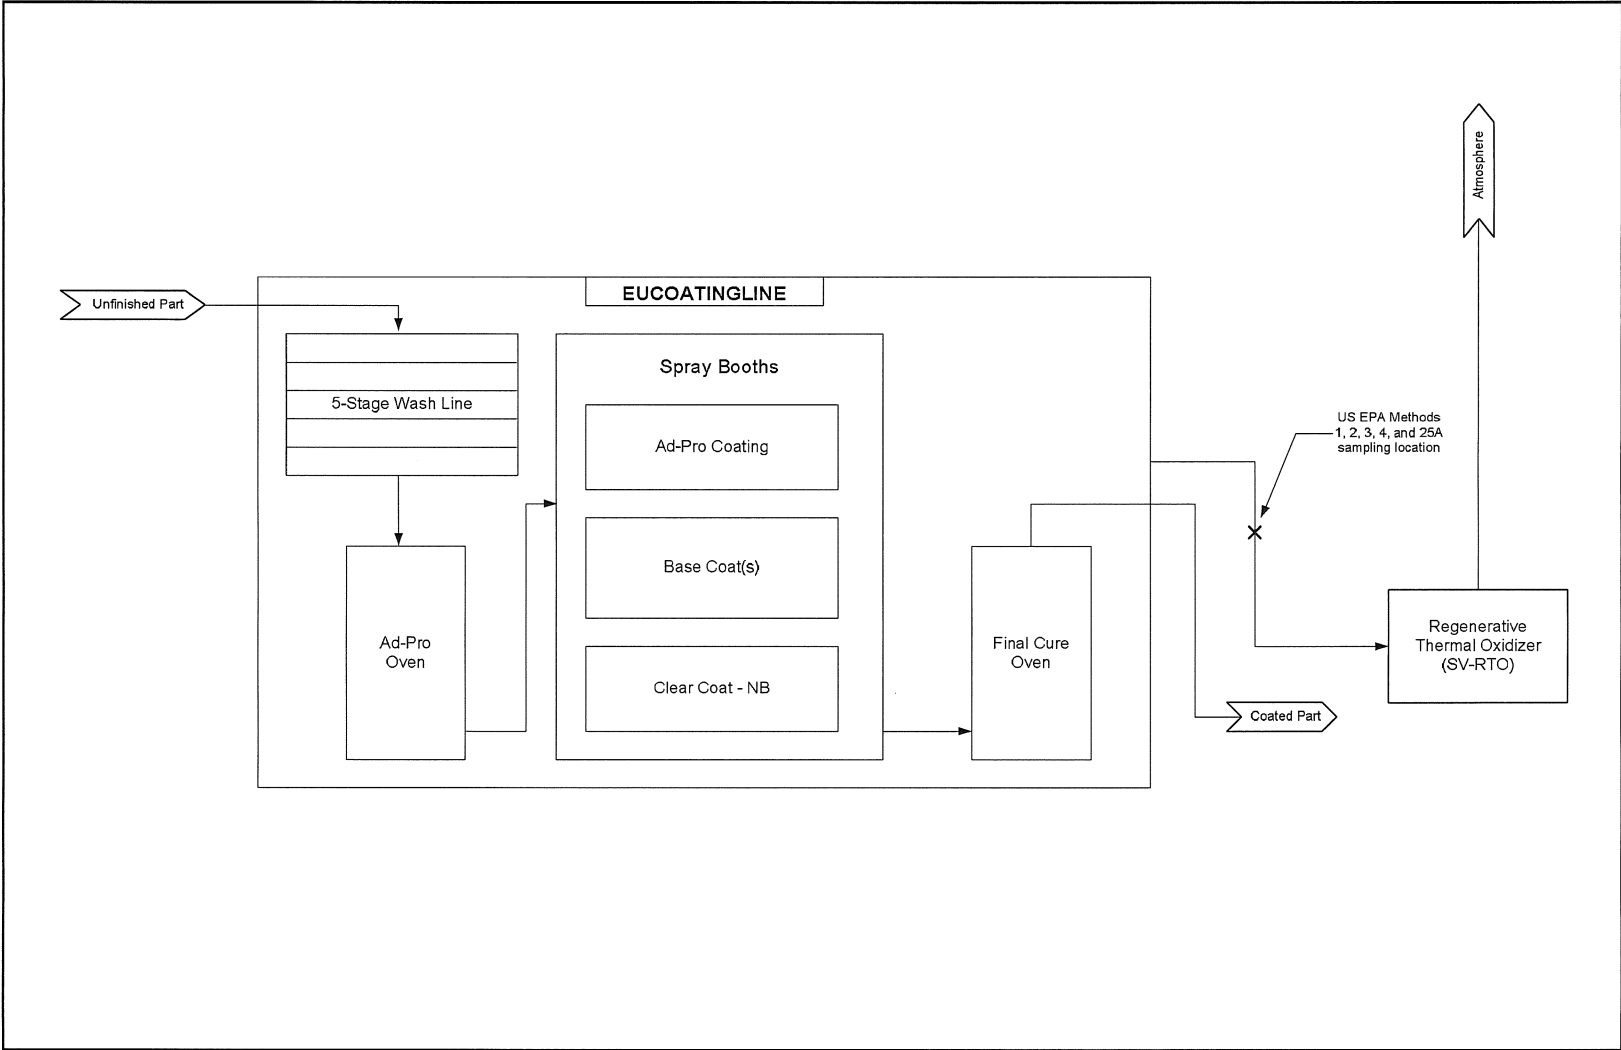 Atmosphere
EUCOATINGLINE
Unfinished Part
Spray Booths
5-Stage Wash Line
Ad-Pro Coating
US EPA Methods
1, 2, 3, 4, and 25A
sampling location
Base Coat(s)
Ad-Pro
Oven
Final Cure
Oven
Regenerative
Thermal Oxidizer
(SV-RTO)
Clear Coat - NB
Coated Part